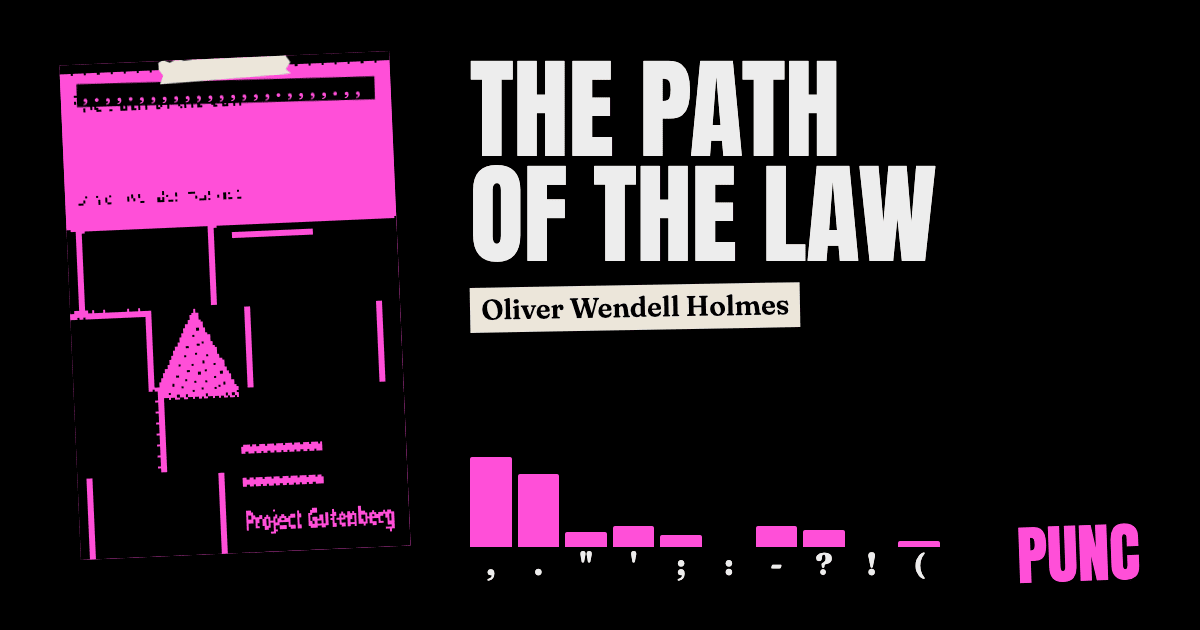 THE PATH
OF THE LAW
Oliver Wendell Holmes
Project Gutenberg
, . " ' ; : - ? ! (
PUNC